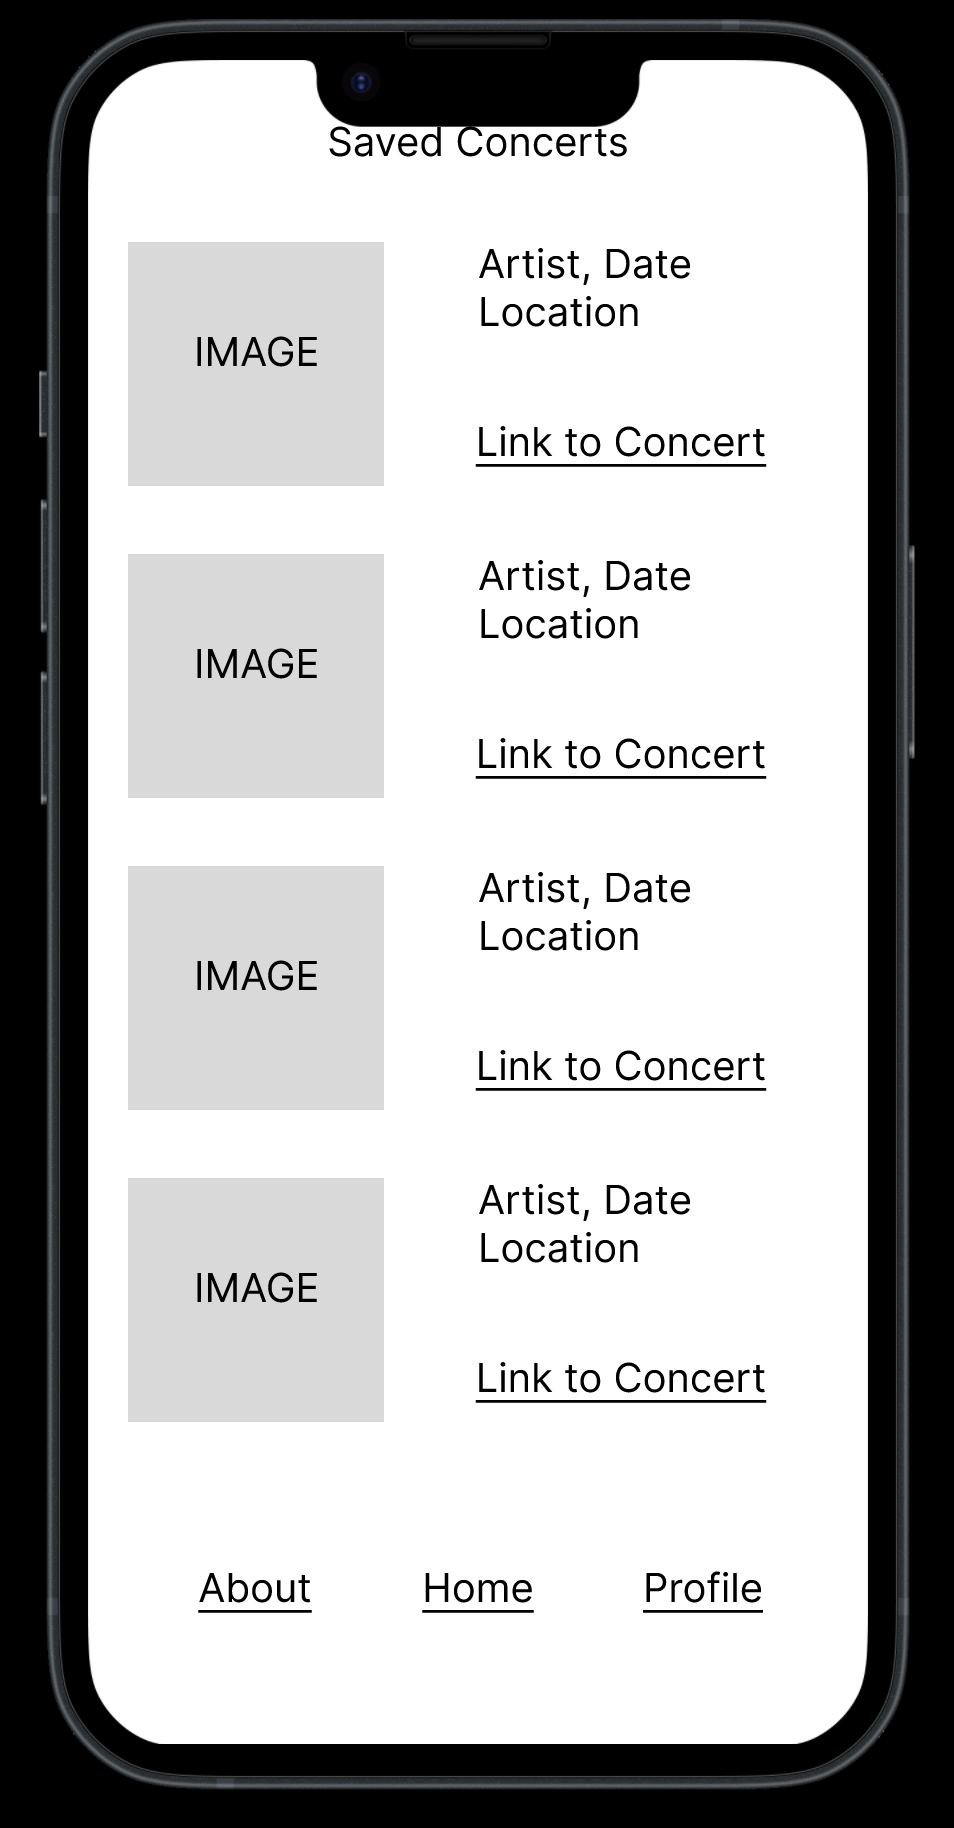 Saved Concerts
IMAGE
Artist, Date
Location
Link to Concert
IMAGE
Artist, Date
Location
Link to Concert
IMAGE
Artist, Date
Location
Link to Concert
IMAGE
Artist, Date
Location
Link to Concert
About Home Profile